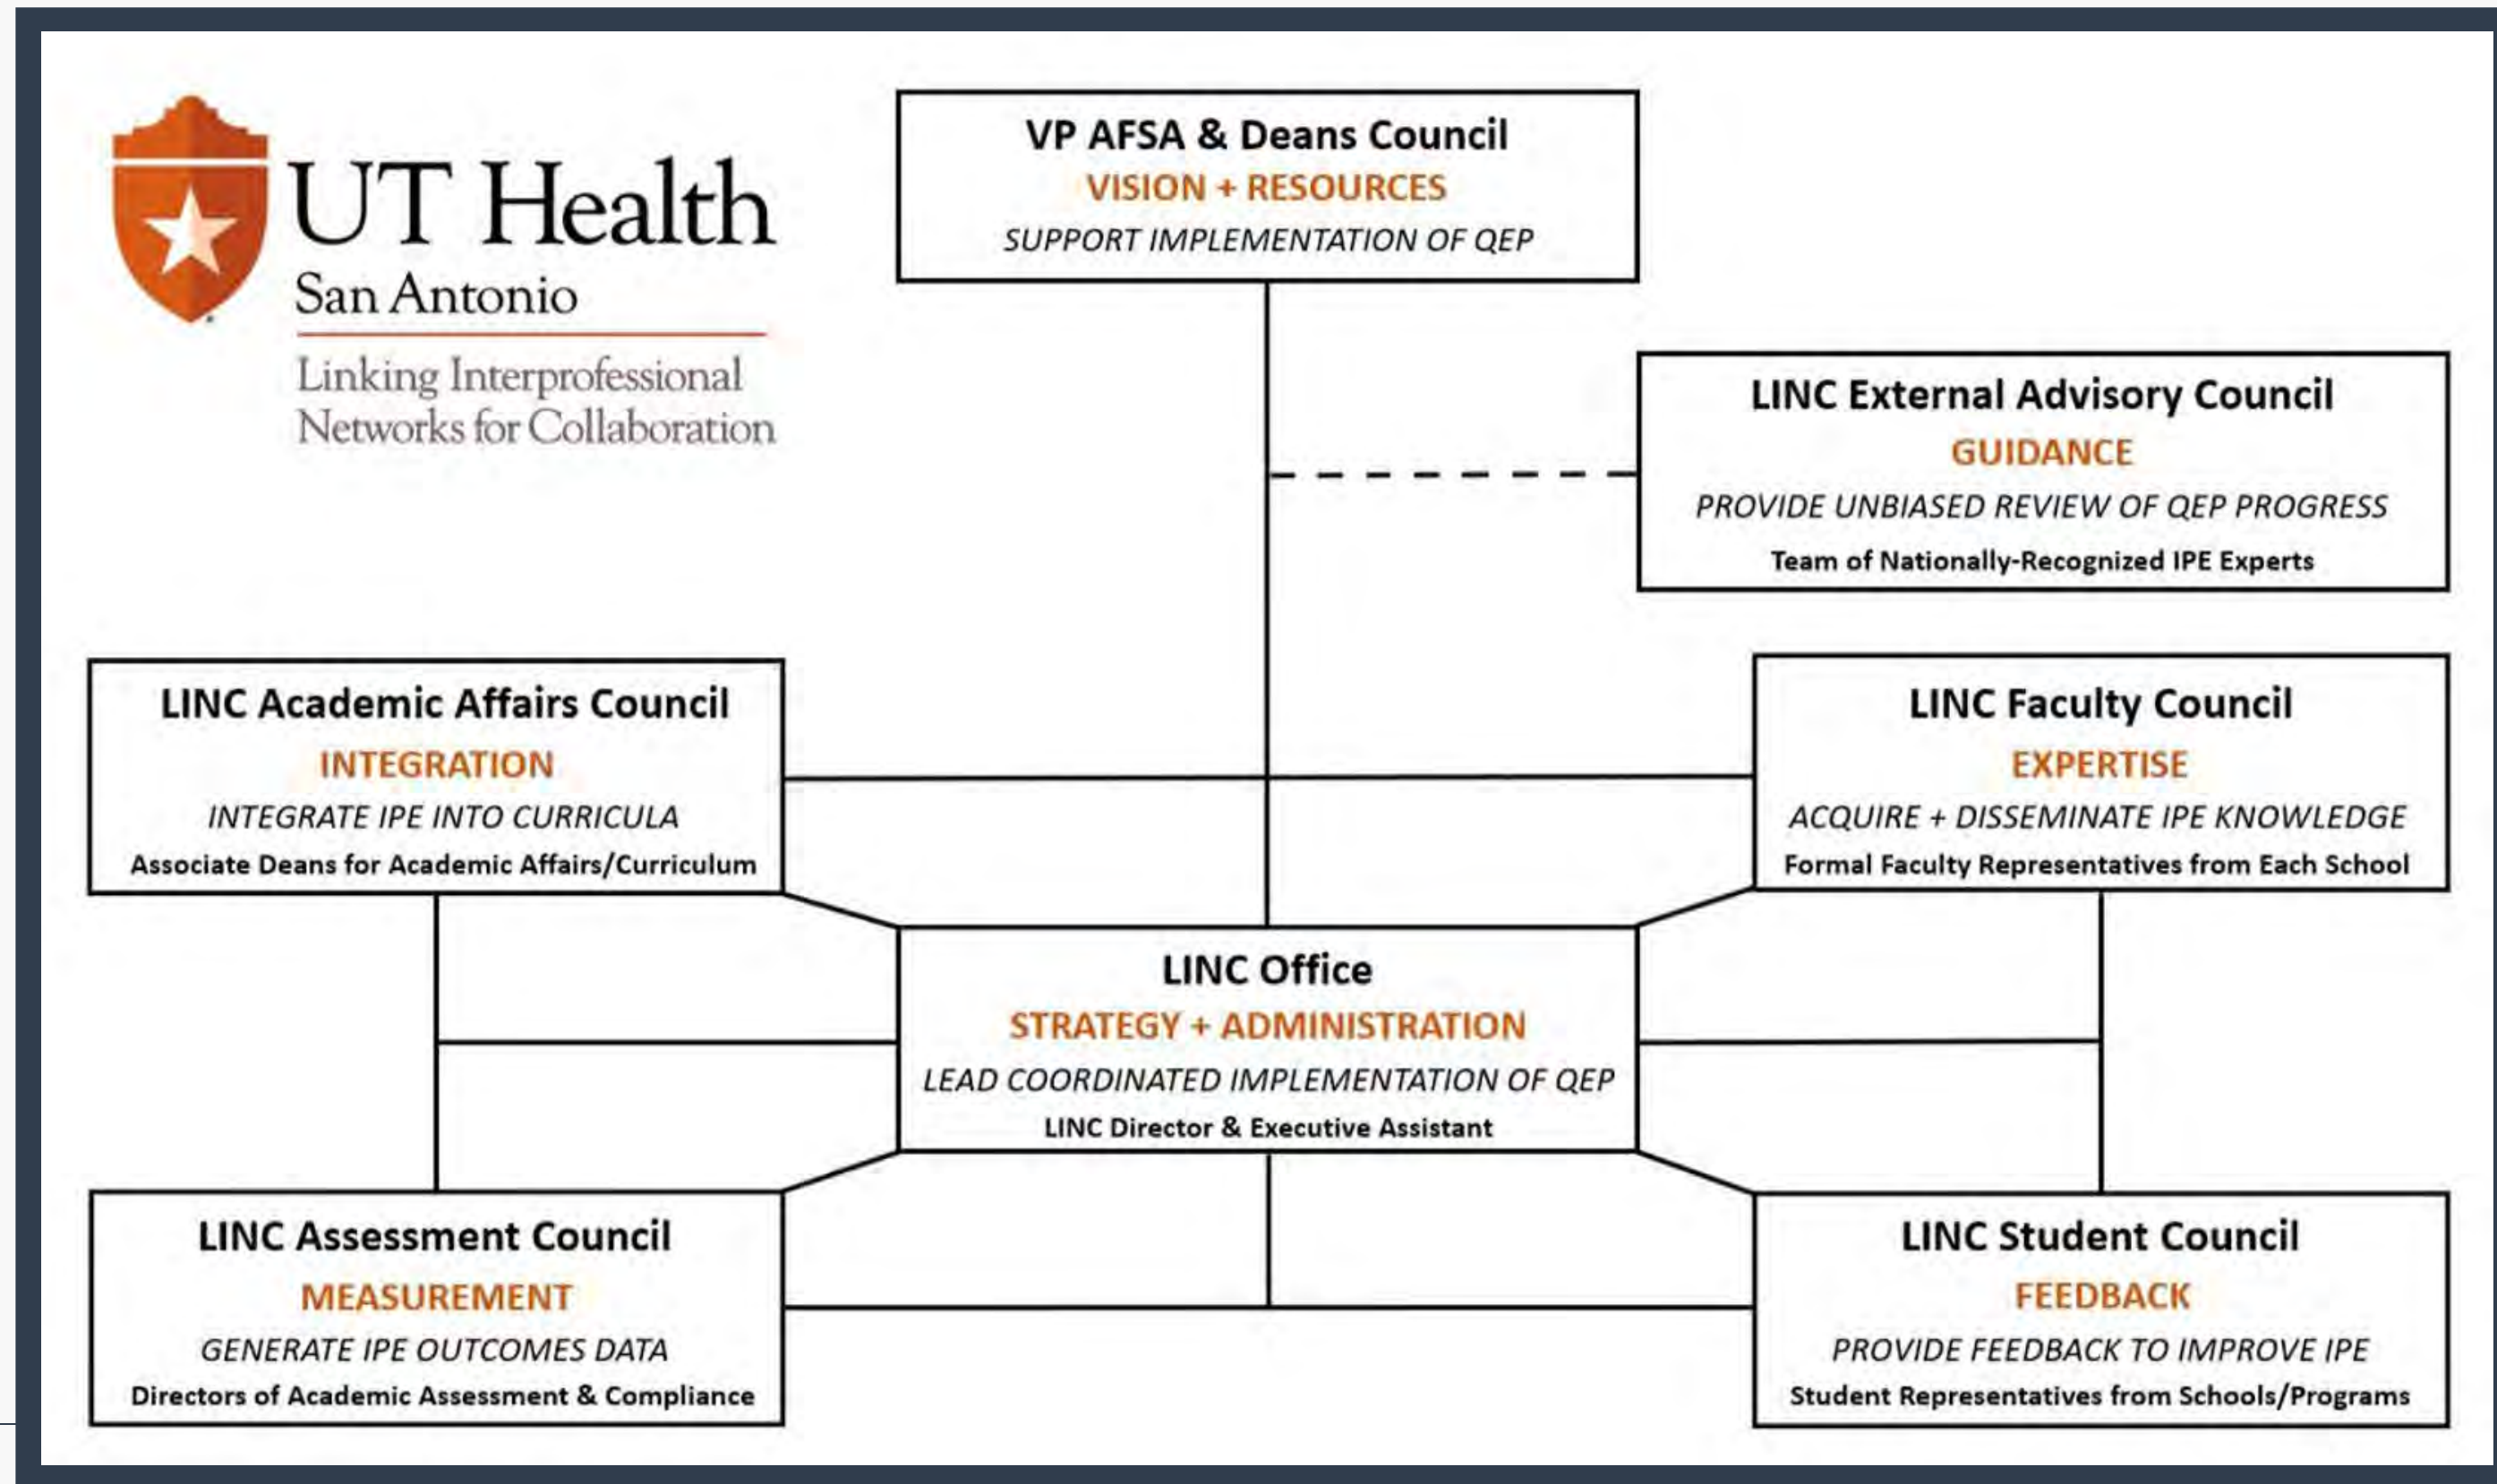 UT Health
San Antonio
Linking Interprofessional
Networks for Collaboration
VP AFSA & Deans Council
VISION + RESOURCES
SUPPORT IMPLEMENTATION OF QEP
LINC External Advisory Council
GUIDANCE
PROVIDE UNBIASED REVIEW OF QEP PROGRESS
Team of Nationally-Recognized IPE Experts
LINC Academic Affairs Council
INTEGRATION
INTEGRATE IPE INTO CURRICULA
Associate Deans for Academic Affairs/Curriculum
LINC Faculty Council
EXPERTISE
ACQUIRE + DISSEMINATE IPE KNOWLEDGE
Formal Faculty Representatives from Each School
LINC Office
STRATEGY + ADMINISTRATION
LEAD COORDINATED IMPLEMENTATION OF QEP
LINC Director & Executive Assistant
LINC Assessment Council
MEASUREMENT
GENERATE IPE OUTCOMES DATA
Directors of Academic Assessment & Compliance
LINC Student Council
FEEDBACK
PROVIDE FEEDBACK TO IMPROVE IPE
Student Representatives from Schools/Programs